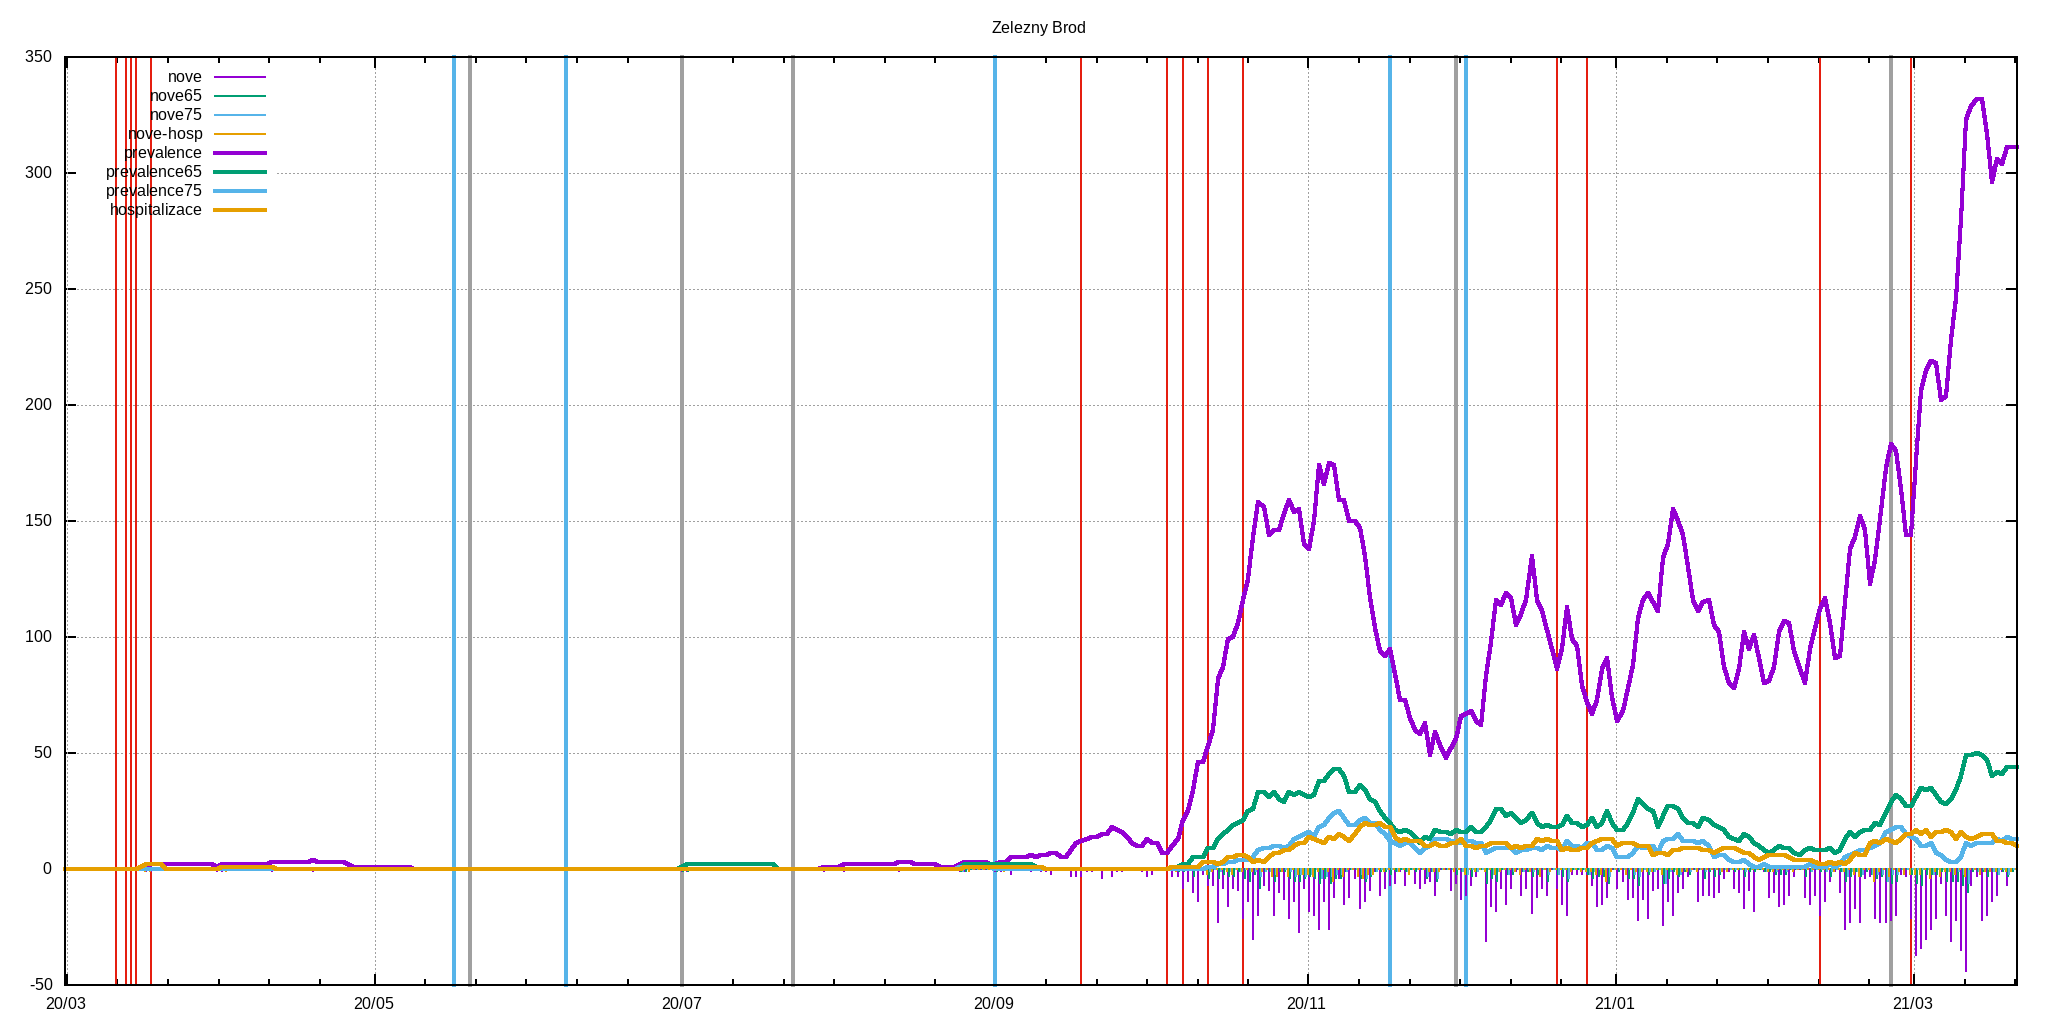 Zelezny Brod
350
300
250
200
150
100
50
0
-50
nove
nove65
nove75
nove-hosp
prevalence
prevalence65
prevalence75
hospitalizace
20/03 20/05 20/07 20/09 20/11 21/01 21/03